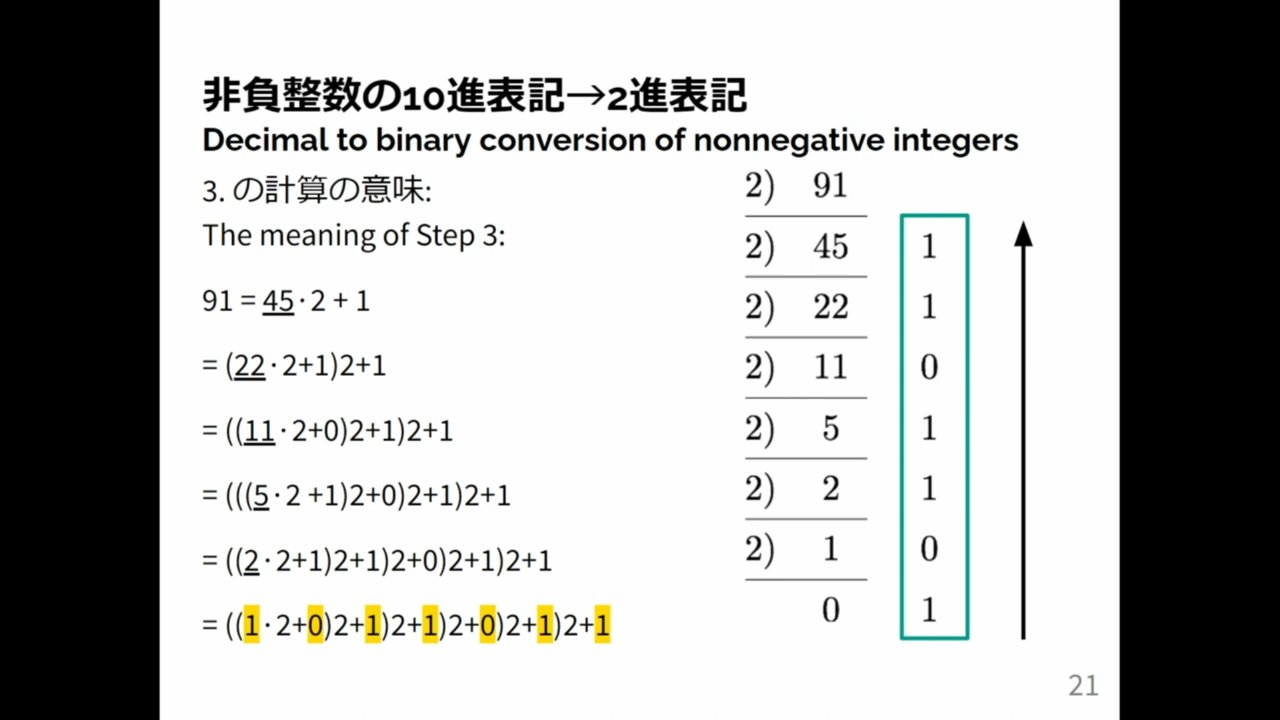 非負整数の10進表記→2進表記
Decimal to binary conversion of nonnegative integers
3. の計算の意味:
The meaning of Step 3:
91 = 45・2 + 1
= (22・2+1)2+1
= ((11・2+0)2+1)2+1
= (((5・2 +1)2+0)2+1)2+1
= ((2・2+1)2+1)2+0)2+1)2+1
= ((1・2+0)2+1)2+1)2+0)2+1)2+1
2) 91
2) 45 1
2) 22 1
2) 11 0
2) 5 1
2) 2 1
2) 1 0
0 1
21